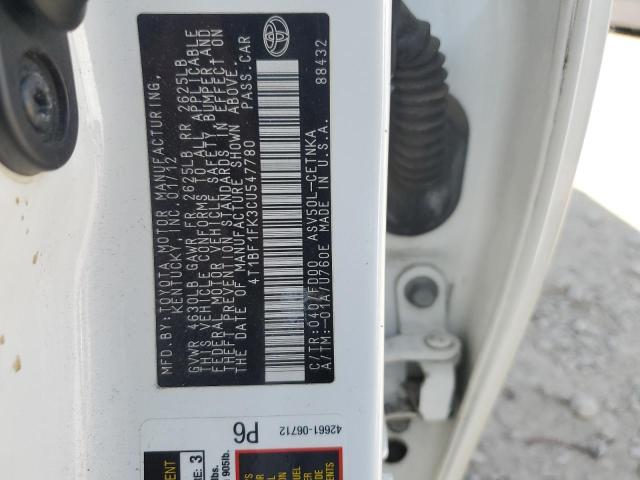 MFD BY:TOYOTA MOTOR MANUFACTURING,
KENTUCKY, INC. 01/12
GVWR 4630LB GAWR FR 2625LB RR 2625LB
THIS VEHICLE CONFORMS TO ALL APPLICABLE
FEDERAL MOTOR VEHICLE SAFETY, BUMPER, AND
THEFT PREVENTION STANDARDS IN EFFECT ON
THE DATE OF MANUFACTURE SHOWN ABOVE.
4T1BF1FK3CU547780 PASS.CAR
C/TR:040/FD00 ASV50L-CETNKA
A/TM:-01A/U760E MADE IN U.S.A. 88432
P6
42661-06712
3
lbs.
905lb.